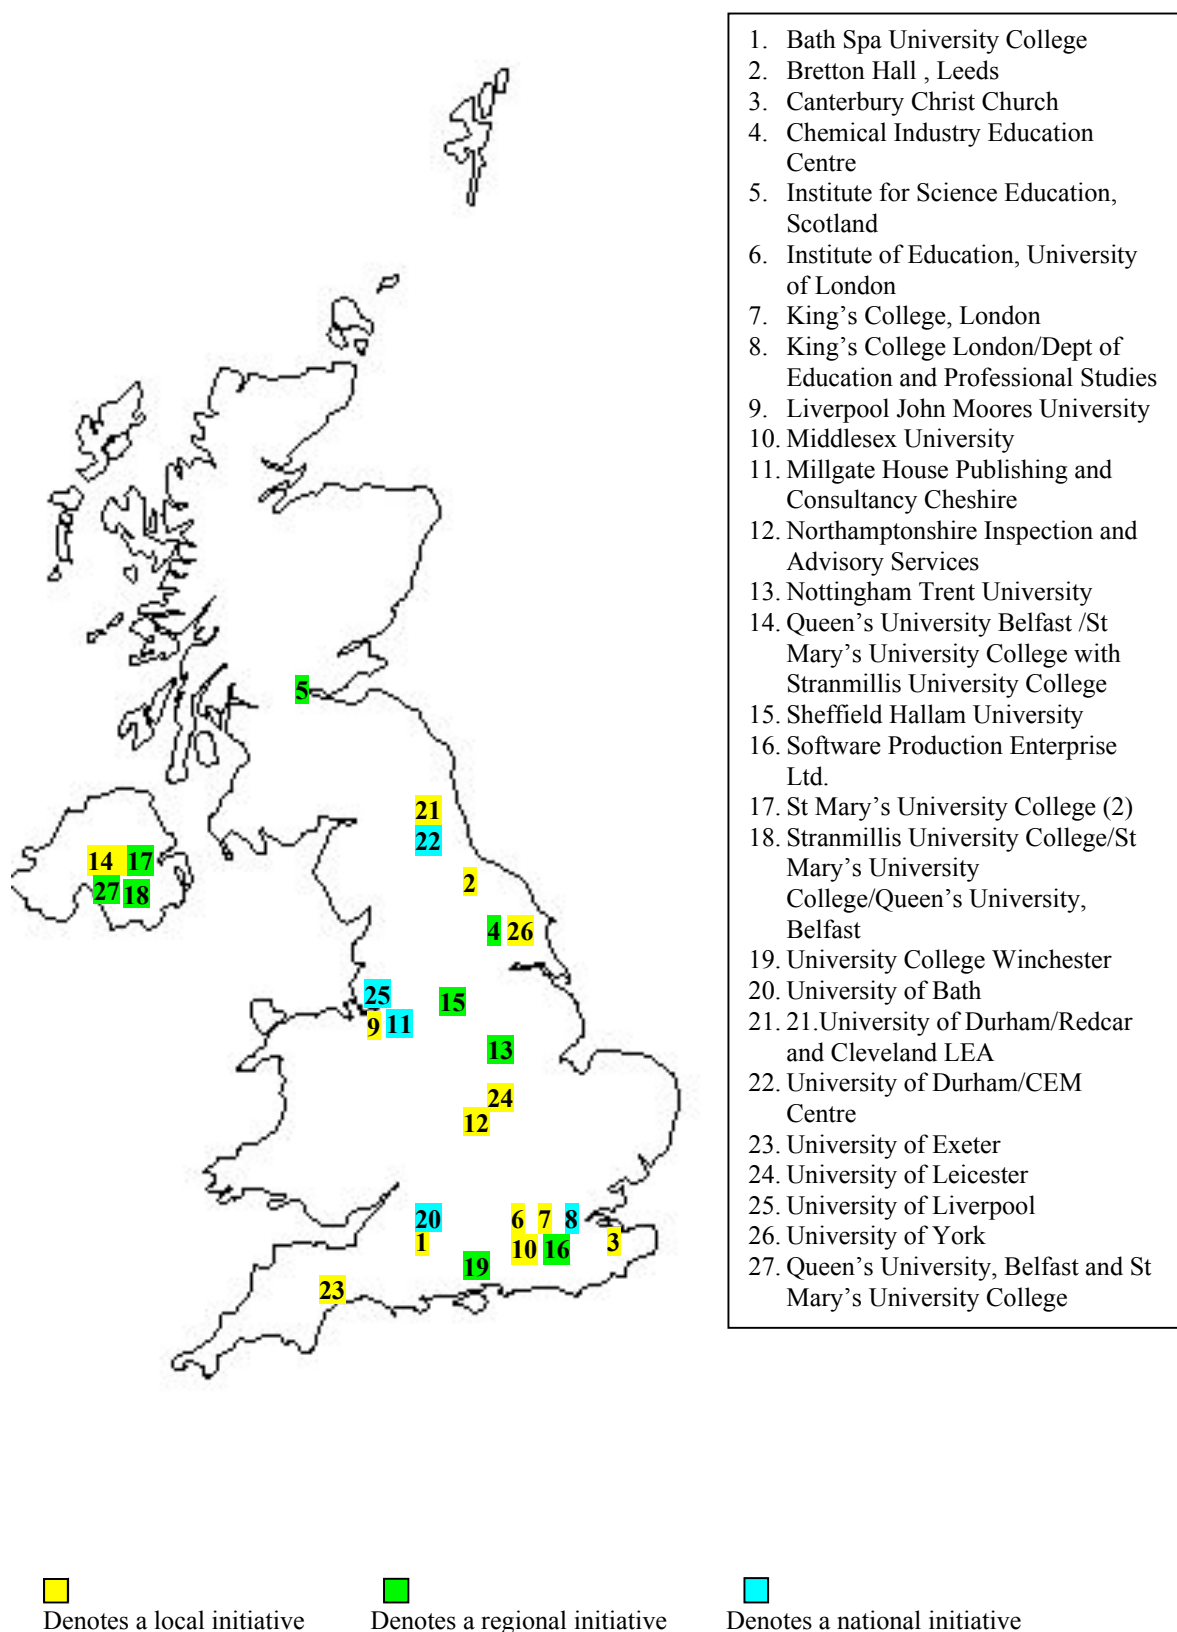 1. Bath Spa University College
2. Bretton Hall , Leeds
3. Canterbury Christ Church
4. Chemical Industry Education
Centre
5. Institute for Science Education,
Scotland
6. Institute of Education, University
of London
7. King's College, London
8. King's College London/Dept of
Education and Professional Studies
9. Liverpool John Moores University
10. Middlesex University
11. Millgate House Publishing and
Consultancy Cheshire
12. Northamptonshire Inspection and
Advisory Services
13. Nottingham Trent University
14. Queen's University Belfast /St
Mary's University College with
Stranmillis University College
15. Sheffield Hallam University
16. Software Production Enterprise
Ltd.
17. St Mary's University College (2)
18. Stranmillis University College/St
Mary's University
College/Queen's University,
Belfast
19. University College Winchester
20. University of Bath
21. 21.University of Durham/Redcar
and Cleveland LEA
22. University of Durham/CEM
Centre
23. University of Exeter
24. University of Leicester
25. University of Liverpool
26. University of York
27. Queen's University, Belfast and St
Mary's University College
5
21
22
14 17
27 18
2
4 26
25
15
9 11
13
24
12
20 6 7 8
1 10 16 3
19
23
Denotes a local initiative
Denotes a regional initiative
Denotes a national initiative